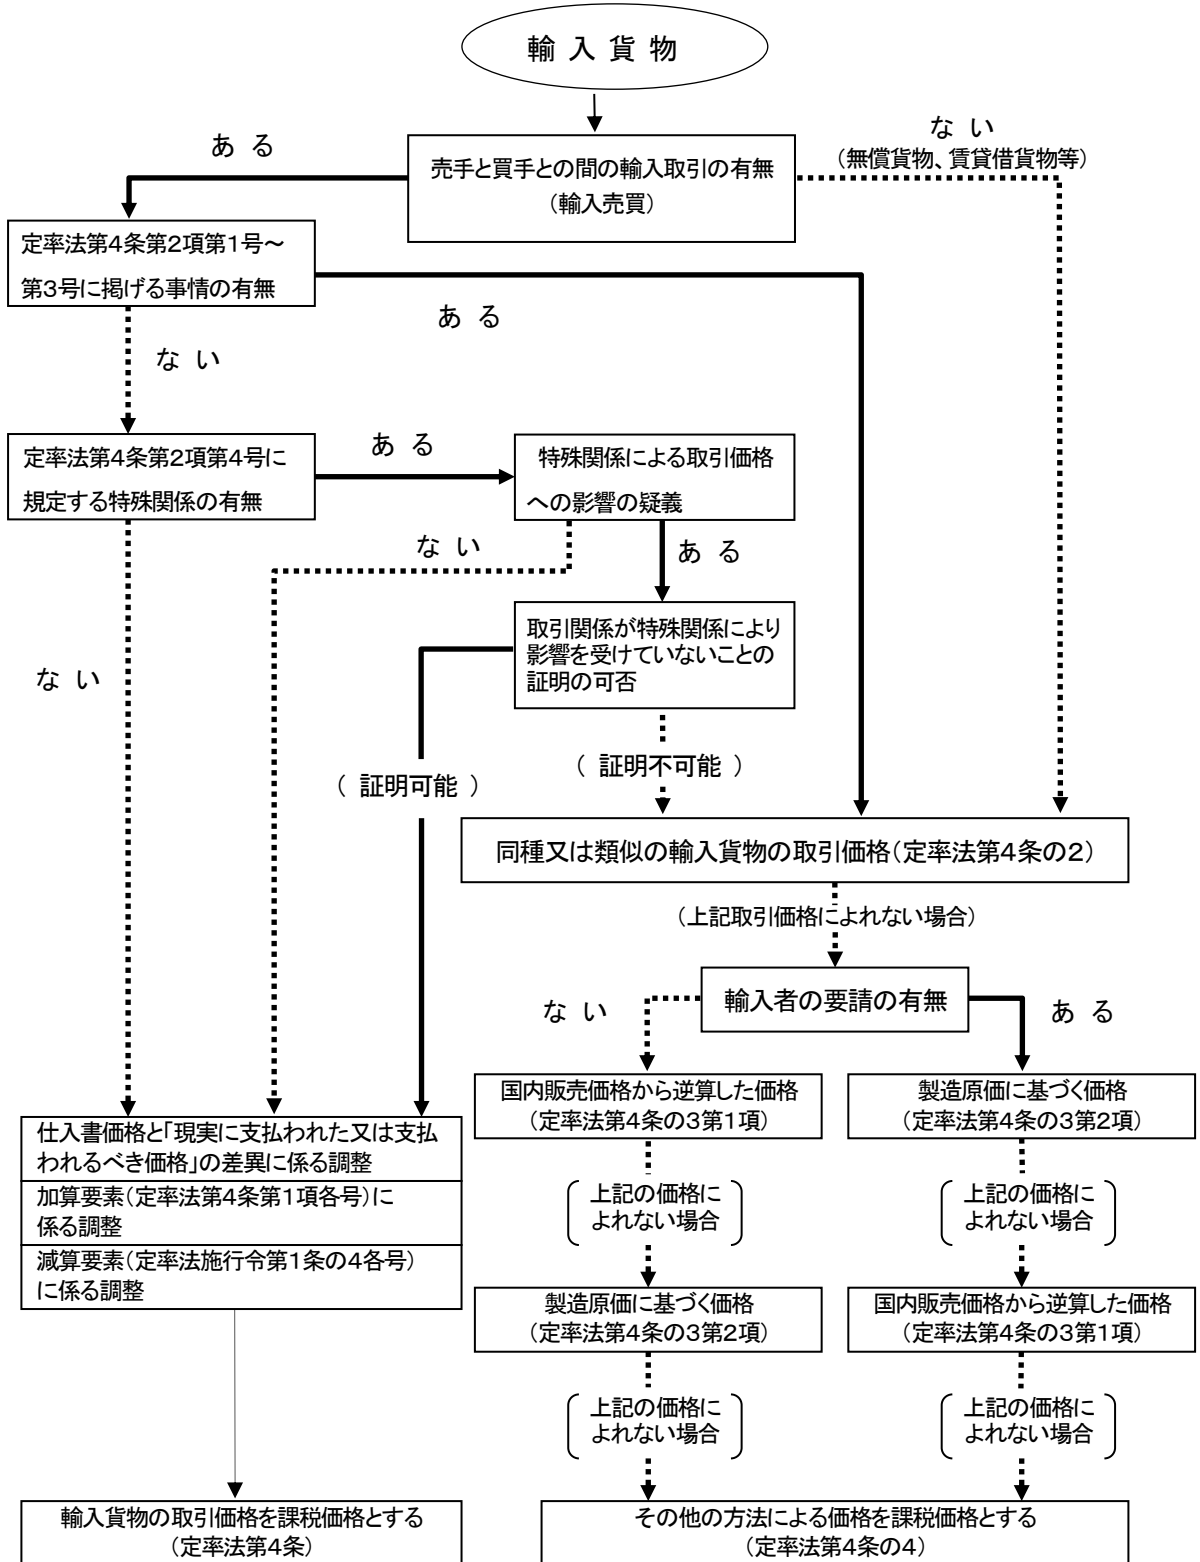 輸入貨物
ある
売手と買手との間の輸入取引の有無
（輸入売買）
ない
（無償貨物、賃貸借貨物等）
定率法第４条第２項第１号～
第３号に掲げる事情の有無
ある
ない
定率法第４条第２項第４号に
規定する特殊関係の有無
ある
特殊関係による取引価格
への影響の疑義
ない
ある
取引関係が特殊関係により
影響を受けていないことの
証明の可否
ない
（ 証明可能 ）
（ 証明不可能 ）
同種又は類似の輸入貨物の取引価格（定率法第４条の２）
（上記取引価格によれない場合）
輸入者の要請の有無
ない
ある
国内販売価格から逆算した価格
（定率法第４条の３第１項）
製造原価に基づく価格
（定率法第４条の３第２項）
仕入書価格と「現実に支払われた又は支払
われるべき価格」の差異に係る調整
加算要素（定率法第４条第１項各号）に
係る調整
減算要素（定率法施行令第１条の４各号）
に係る調整
上記の価格に
よれない場合
上記の価格に
よれない場合
製造原価に基づく価格
（定率法第４条の３第２項）
国内販売価格から逆算した価格
（定率法第４条の３第１項）
上記の価格に
よれない場合
上記の価格に
よれない場合
輸入貨物の取引価格を課税価格とする
（定率法第４条）
その他の方法による価格を課税価格とする
（定率法第４条の４）